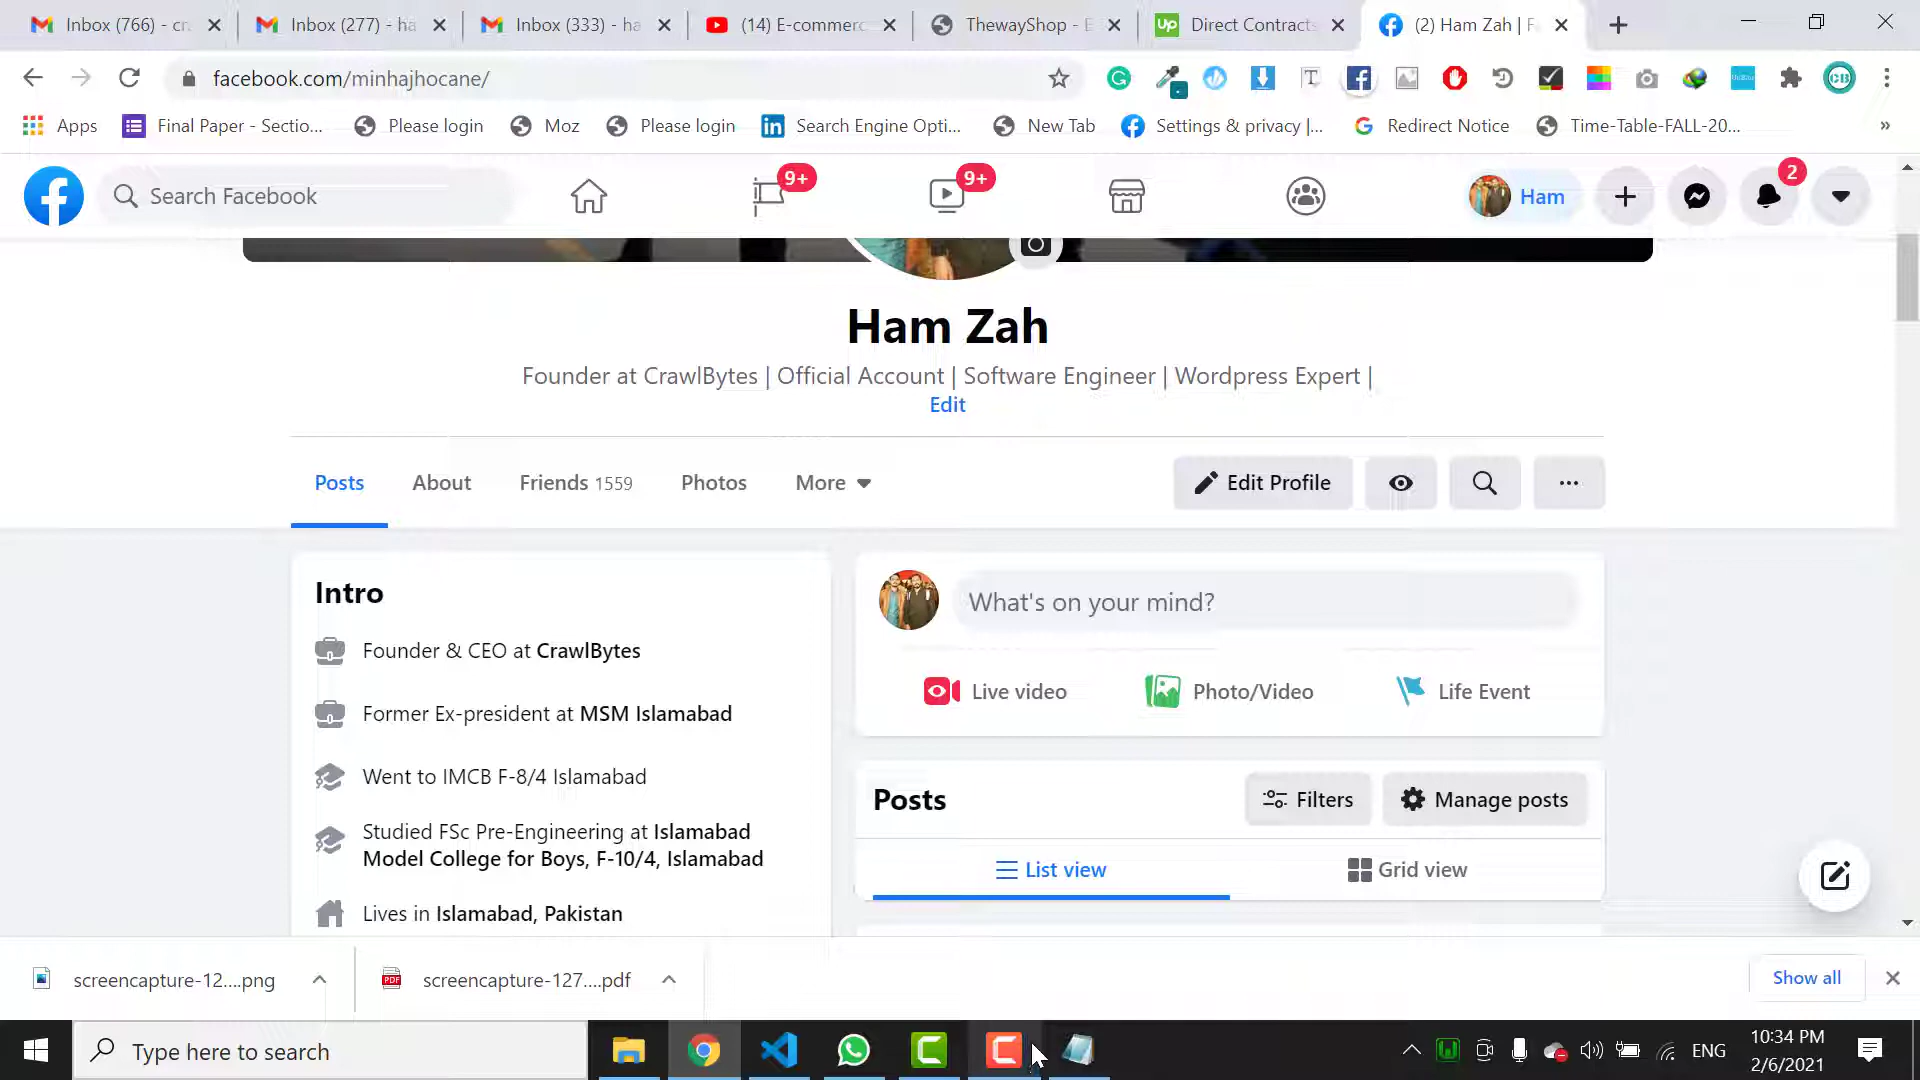 Inbox (766) - cr
Inbox (277) - ha
Inbox (333) - ha
(14) E-commerc
ThewayShop - E
Up
Direct Contracts
(2) Ham Zah | F
facebook.com/minhajhocane/
Apps
Final Paper - Sectio...
Please login
Moz
Please login
Search Engine Opti...
New Tab
Settings & privacy |...
Redirect Notice
Time-Table-FALL-20...
»
Search Facebook
9+
9+
Ham
2
Ham Zah
Founder at CrawlBytes | Official Account | Software Engineer | Wordpress Expert |
Edit
Posts
About
Friends 1559
Photos
More
Edit Profile
Intro
Founder & CEO at CrawlBytes
Former Ex-president at MSM Islamabad
Went to IMCB F-8/4 Islamabad
Studied FSc Pre-Engineering at Islamabad
Model College for Boys, F-10/4, Islamabad
Lives in Islamabad, Pakistan
What's on your mind?
Live video
Photo/Video
Life Event
Posts
Filters
Manage posts
List view
Grid view
screencapture-12....png
PDF
screencapture-127....pdf
Show all
Type here to search
ENG
10:34 PM
2/6/2021